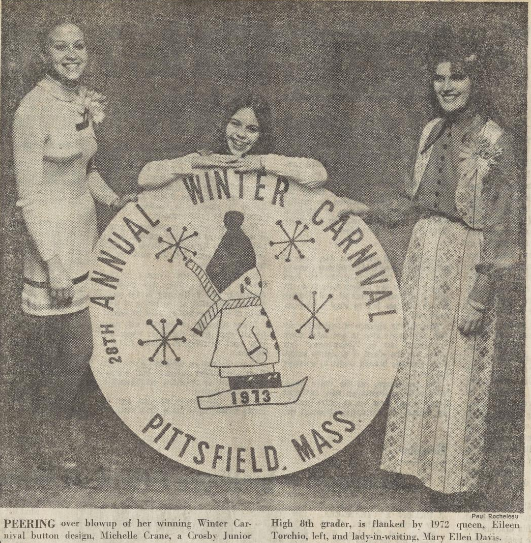 28TH ANNUAL WINTER CARNIVAL
1973
PITTSFIELD, MASS.
Paul Rocheleau
PEERING over blowup of her winning Winter Car-
nival button design, Michelle Crane, a Crosby Junior
High 8th grader, is flanked by 1972 queen, Eileen
Torchio, left, and lady-in-waiting, Mary Ellen Davis.